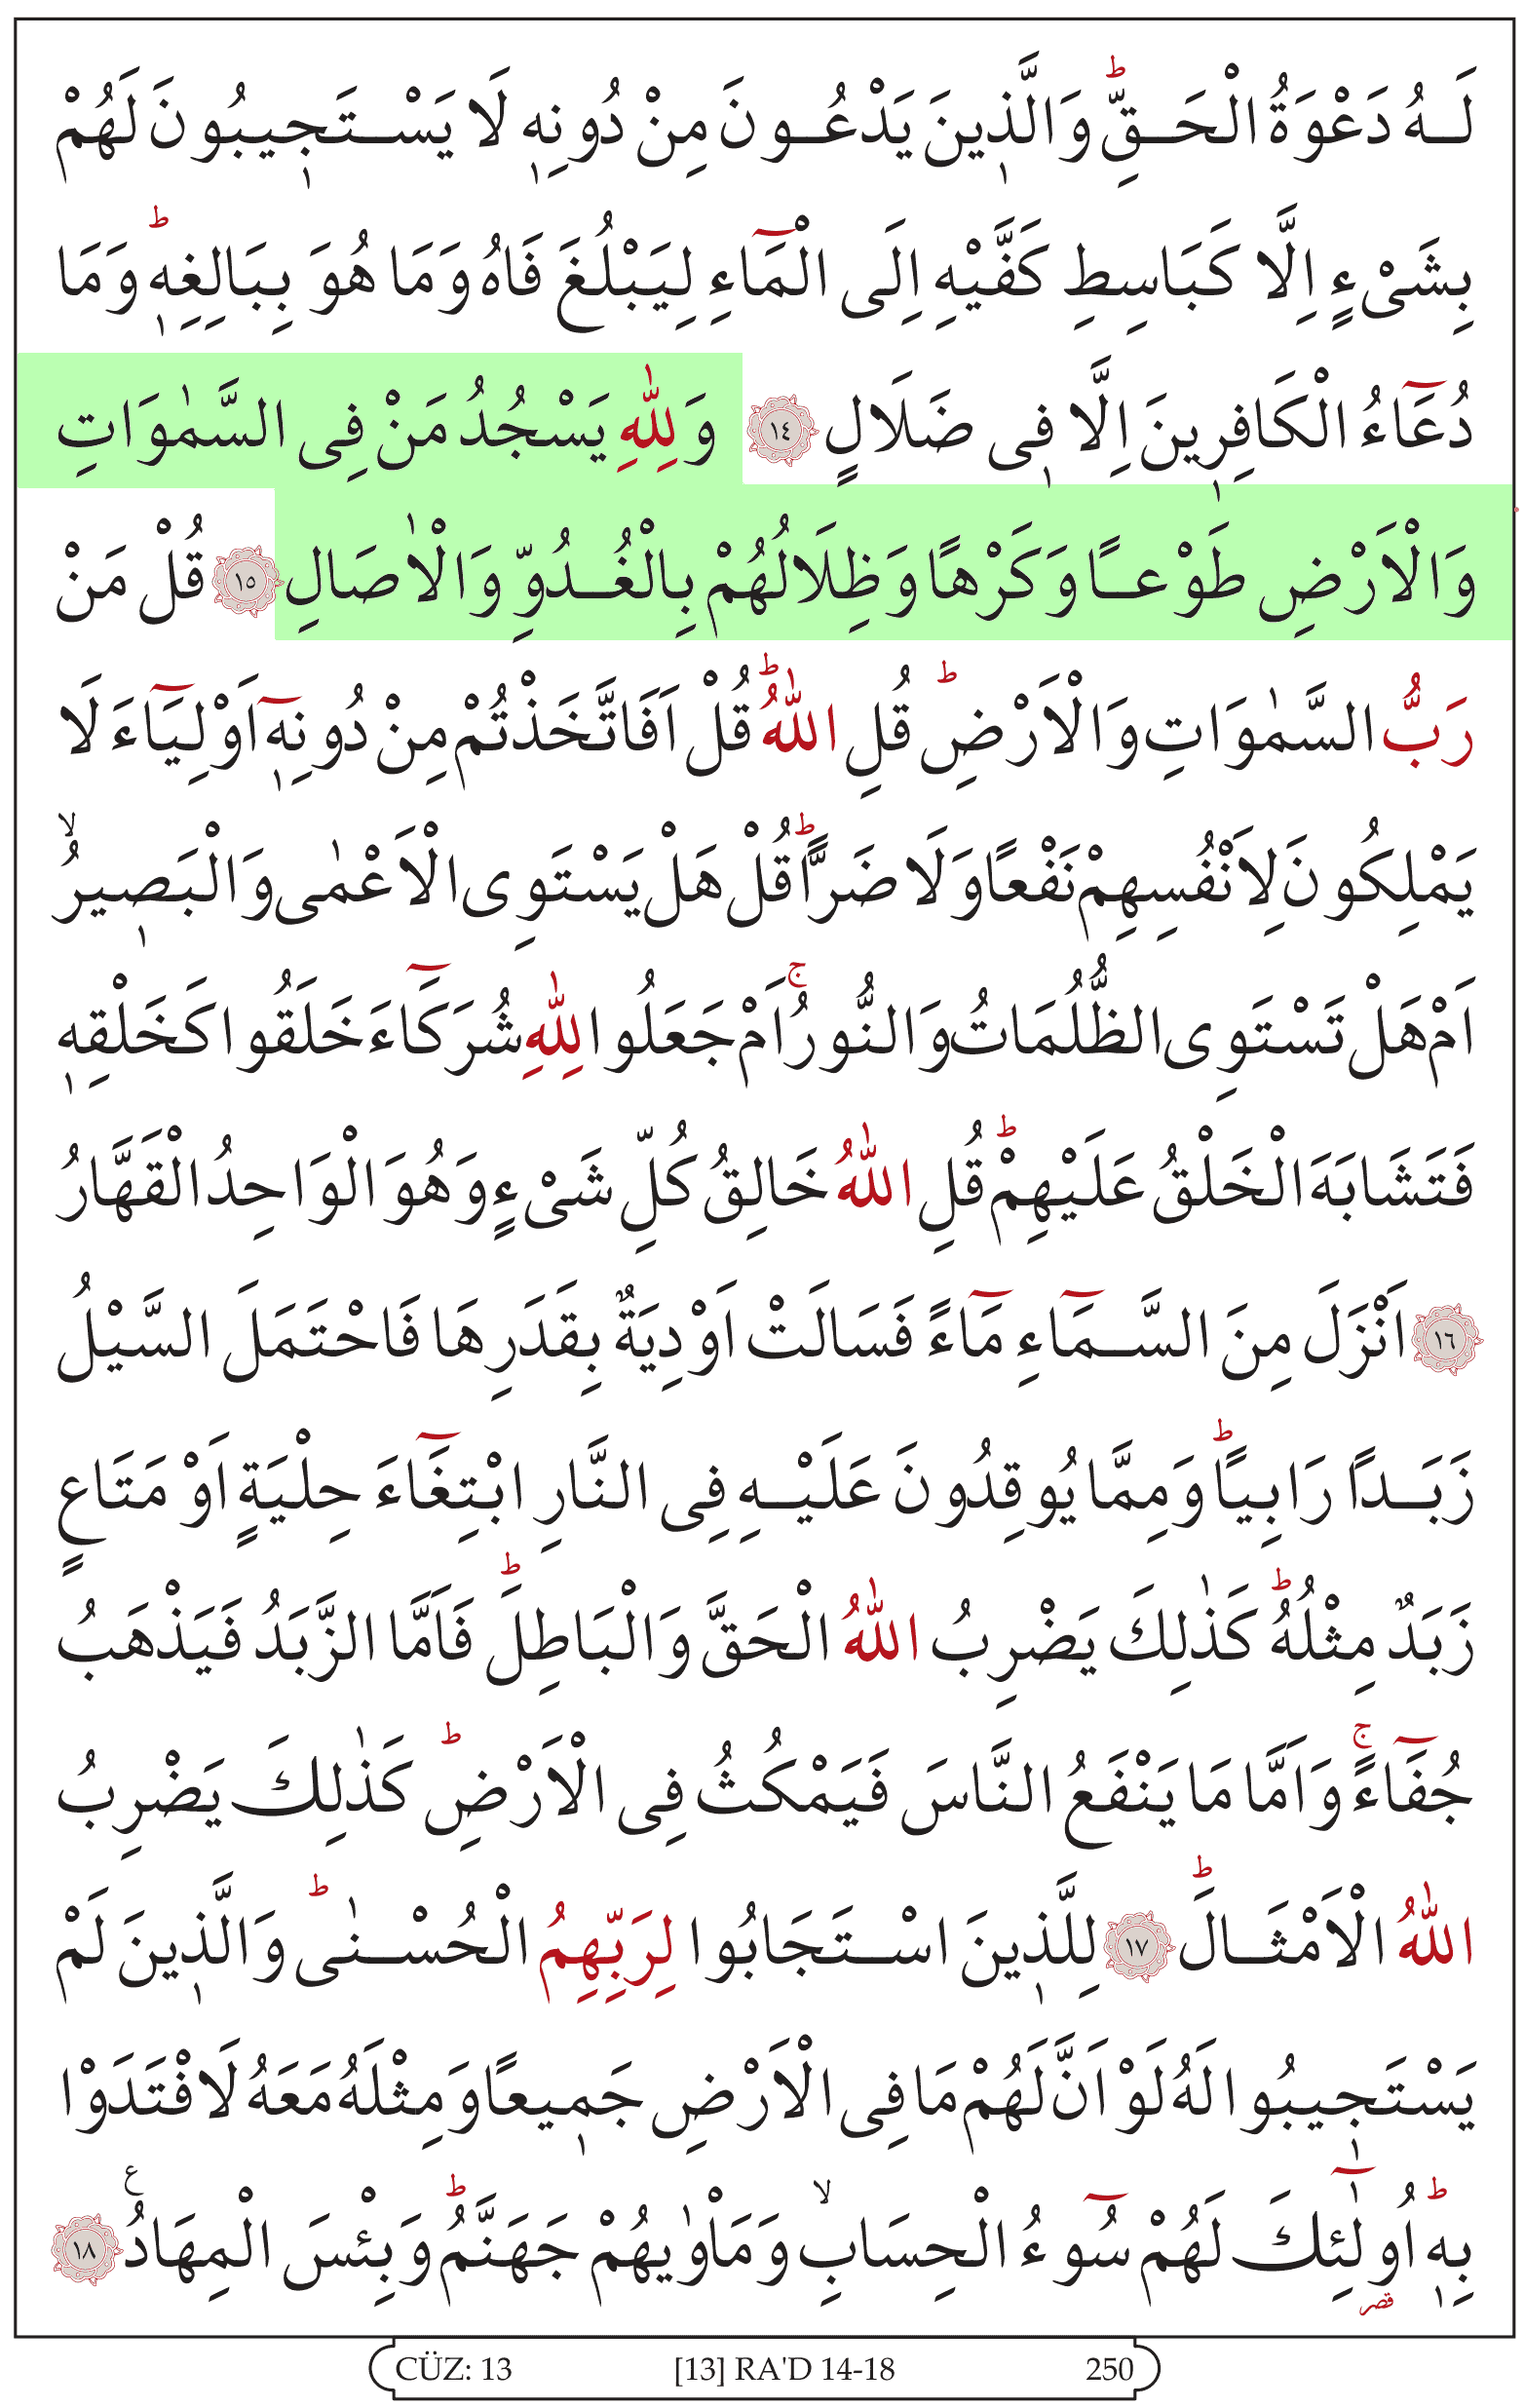 لَهُ دَعْوَةُ الْحَقِّۜ وَالَّذ۪ينَ يَدْعُونَ مِنْ دُونِه۪ لَا يَسْتَج۪يبُونَ لَهُمْ
بِشَيْءٍ اِلَّا كَبَاسِطِ كَفَّيْهِ اِلَى الْمَٓاءِ لِيَبْلُغَ فَاهُ وَمَا هُوَ بِبَالِغِه۪ۜ وَمَا
دُعَٓاءُ الْكَافِر۪ينَ اِلَّا ف۪ي ضَلَالٍ ﴿١٤﴾ وَلِلّٰهِ يَسْجُدُ مَنْ فِي السَّمٰوَاتِ
وَالْاَرْضِ طَوْعًا وَكَرْهًا وَظِلَالُهُمْ بِالْغُدُوِّ وَالْاٰصَالِ ﴿١٥﴾ قُلْ مَنْ
رَبُّ السَّمٰوَاتِ وَالْاَرْضِۜ قُلِ اللّٰهُۜ قُلْ اَفَاتَّخَذْتُمْ مِنْ دُونِه۪ٓ اَوْلِيَٓاءَ لَا
يَمْلِكُونَ لِاَنْفُسِهِمْ نَفْعًا وَلَا ضَرًّاۜ قُلْ هَلْ يَسْتَوِي الْاَعْمٰى وَالْبَص۪يرُۙ
اَمْ هَلْ تَسْتَوِي الظُّلُمَاتُ وَالنُّورُۚ اَمْ جَعَلُوا لِلّٰهِ شُرَكَٓاءَ خَلَقُوا كَخَلْقِه۪
فَتَشَابَهَ الْخَلْقُ عَلَيْهِمْۜ قُلِ اللّٰهُ خَالِقُ كُلِّ شَيْءٍ وَهُوَ الْوَاحِدُ الْقَهَّارُ
﴿١٦﴾ اَنْزَلَ مِنَ السَّمَٓاءِ مَٓاءً فَسَالَتْ اَوْدِيَةٌ بِقَدَرِهَا فَاحْتَمَلَ السَّيْلُ
زَبَدًا رَابِيًاۜ وَمِمَّا يُوقِدُونَ عَلَيْهِ فِي النَّارِ ابْتِغَٓاءَ حِلْيَةٍ اَوْ مَتَاعٍ
زَبَدٌ مِثْلُهُۜ كَذٰلِكَ يَضْرِبُ اللّٰهُ الْحَقَّ وَالْبَاطِلَۜ فَاَمَّا الزَّبَدُ فَيَذْهَبُ
جُفَٓاءًۚ وَاَمَّا مَا يَنْفَعُ النَّاسَ فَيَمْكُثُ فِي الْاَرْضِۜ كَذٰلِكَ يَضْرِبُ
اللّٰهُ الْاَمْثَالَۜ ﴿١٧﴾ لِلَّذ۪ينَ اسْتَجَابُوا لِرَبِّهِمُ الْحُسْنٰىۜ وَالَّذ۪ينَ لَمْ
يَسْتَج۪يبُوا لَهُ لَوْ اَنَّ لَهُمْ مَا فِي الْاَرْضِ جَم۪يعًا وَمِثْلَهُ مَعَهُ لَافْتَدَوْا
بِه۪ۜ اُو۬لٰٓئِكَ لَهُمْ سُٓوءُ الْحِسَابِۙ وَمَاْوٰيهُمْ جَهَنَّمُۜ وَبِئْسَ الْمِهَادُ۟ ﴿١٨﴾
قصر
CÜZ: 13 [13] RA'D 14-18 250